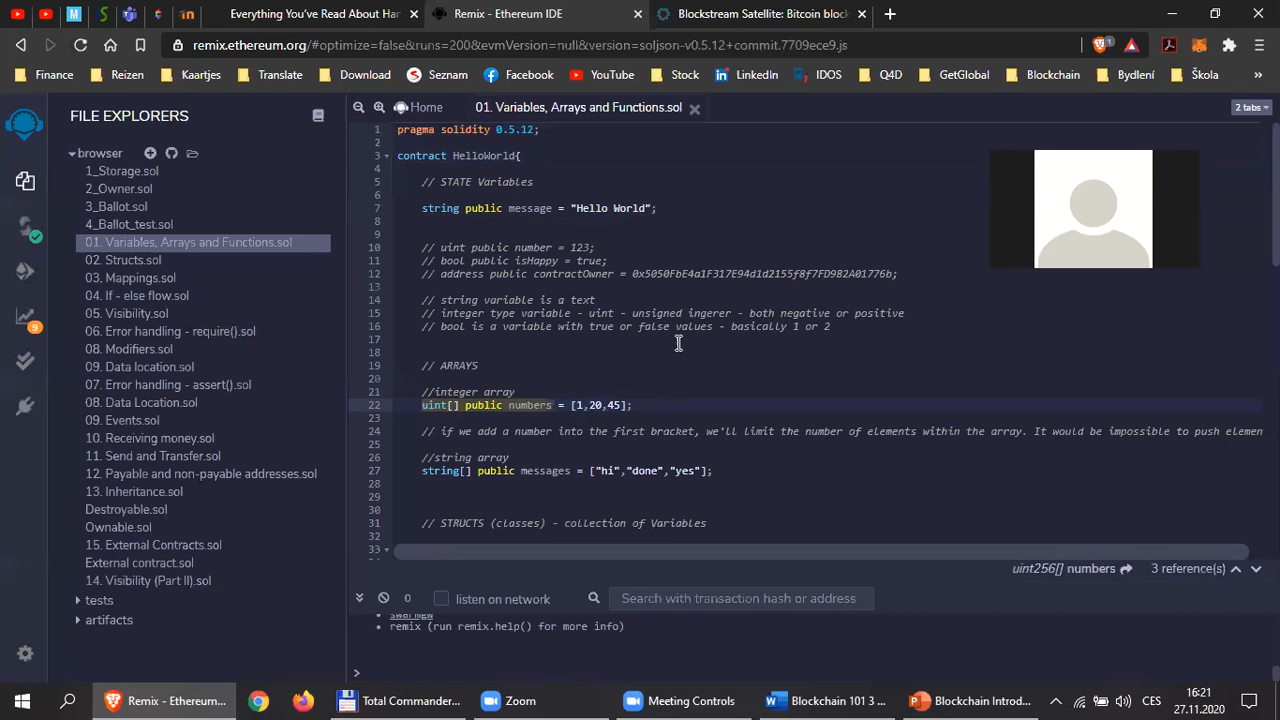 Everything You've Read About Har
Remix - Ethereum IDE
Blockstream Satellite: Bitcoin block
remix.ethereum.org/#optimize=false&runs=200&evmVersion=null&version=soljson-v0.5.12+commit.7709ece9.js
Finance
Reizen
Kaartjes
Translate
Download
Seznam
Facebook
YouTube
Stock
LinkedIn
IDOS
Q4D
GetGlobal
Blockchain
Bydlení
Škola
FILE EXPLORERS
browser
1_Storage.sol
2_Owner.sol
3_Ballot.sol
4_Ballot_test.sol
01. Variables, Arrays and Functions.sol
02. Structs.sol
03. Mappings.sol
04. If - else flow.sol
05. Visibility.sol
06. Error handling - require().sol
08. Modifiers.sol
09. Data location.sol
07. Error handling - assert().sol
08. Data Location.sol
09. Events.sol
10. Receiving money.sol
11. Send and Transfer.sol
12. Payable and non-payable addresses.sol
13. Inheritance.sol
Destroyable.sol
Ownable.sol
15. External Contracts.sol
External contract.sol
14. Visibility (Part II).sol
tests
artifacts
9
Home
01. Variables, Arrays and Functions.sol
2 tabs
1 pragma solidity 0.5.12;
2
3 contract HelloWorld{
4
5 // STATE Variables
6
7 string public message = "Hello World";
8
9
10 // uint public number = 123;
11 // bool public isHappy = true;
12 // address public contractOwner = 0x5050FbE4a1F317E94d1d2155f8f7FD982A01776b;
13
14 // string variable is a text
15 // integer type variable - uint - unsigned ingerer - both negative or positive
16 // bool is a variable with true or false values - basically 1 or 2
17
18
19 // ARRAYS
20
21 //integer array
22 uint[] public numbers = [1,20,45];
23
24 // if we add a number into the first bracket, we'll limit the number of elements within the array. It would be impossible to push elemen
25
26 //string array
27 string[] public messages = ["hi","done","yes"];
28
29
30
31 // STRUCTS (classes) - collection of Variables
32
33
uint256[] numbers
3 reference(s)
0
listen on network
Search with transaction hash or address
swarmgw
remix (run remix.help() for more info)
>
Remix - Ethereum...
Total Commander...
Zoom
Meeting Controls
Blockchain 101 3 ...
Blockchain Introd...
CES
16:21
27.11.2020